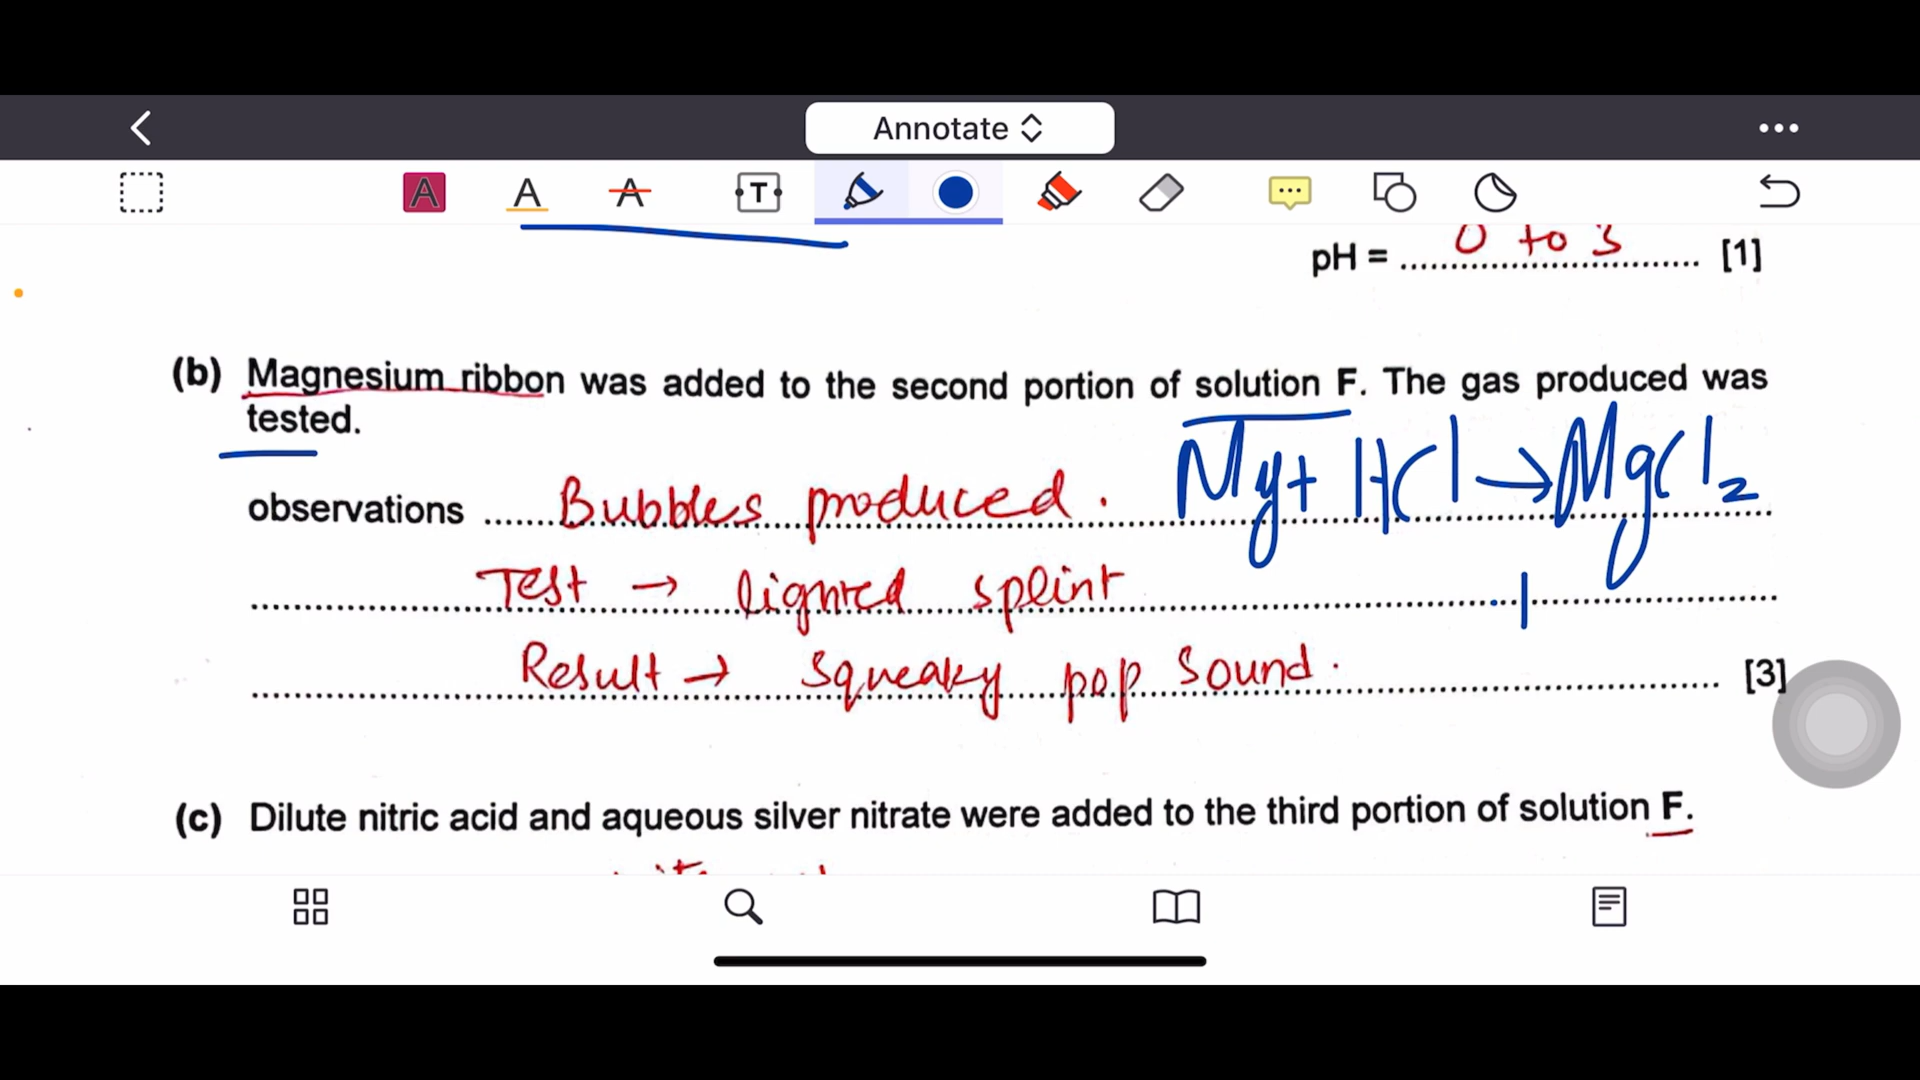 Annotate
A A A T
pH = 0 to 3 [1]
(b) Magnesium ribbon was added to the second portion of solution F. The gas produced was
tested.
Mg + HCl → MgCl2
observations Bubbles produced.
Test → lignted splint
Result → Squeaky pop Sound.
[3]
(c) Dilute nitric acid and aqueous silver nitrate were added to the third portion of solution F.